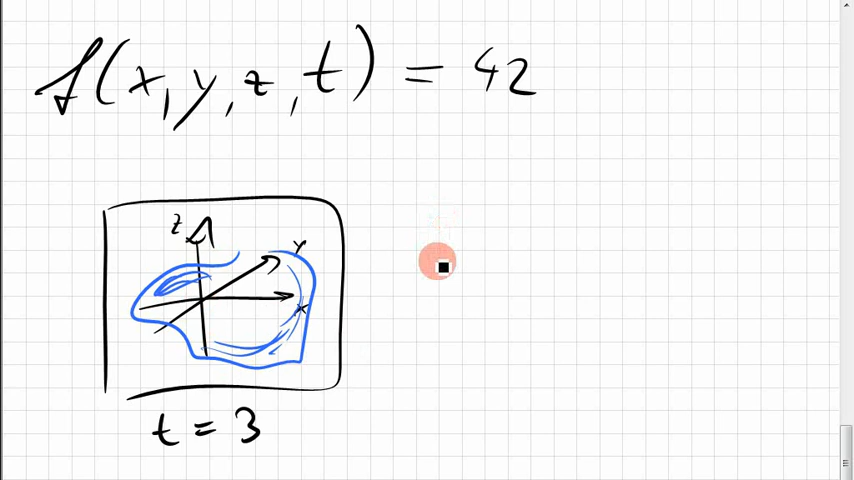 f(x,y,z,t) = 42
z
y
x
t = 3